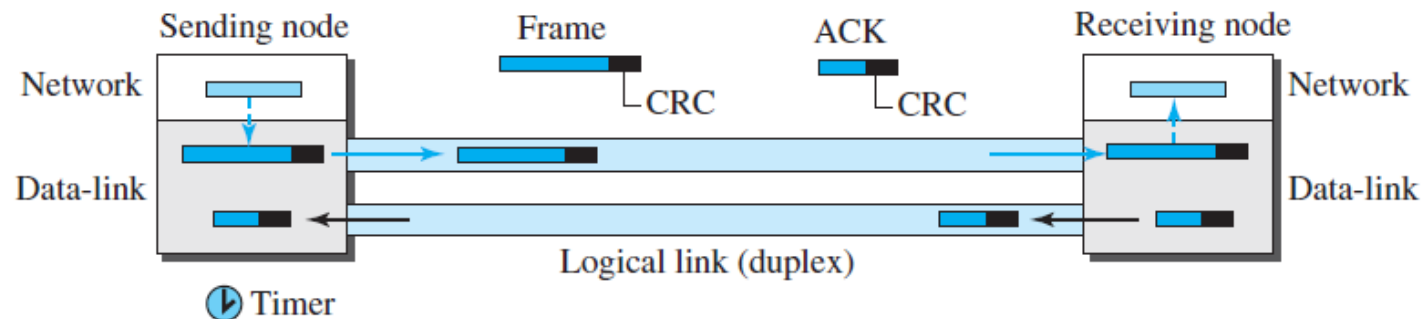 Sending node
Frame
ACK
Receiving node
Network
CRC
CRC
Network
Data-link
Data-link
Logical link (duplex)
Timer